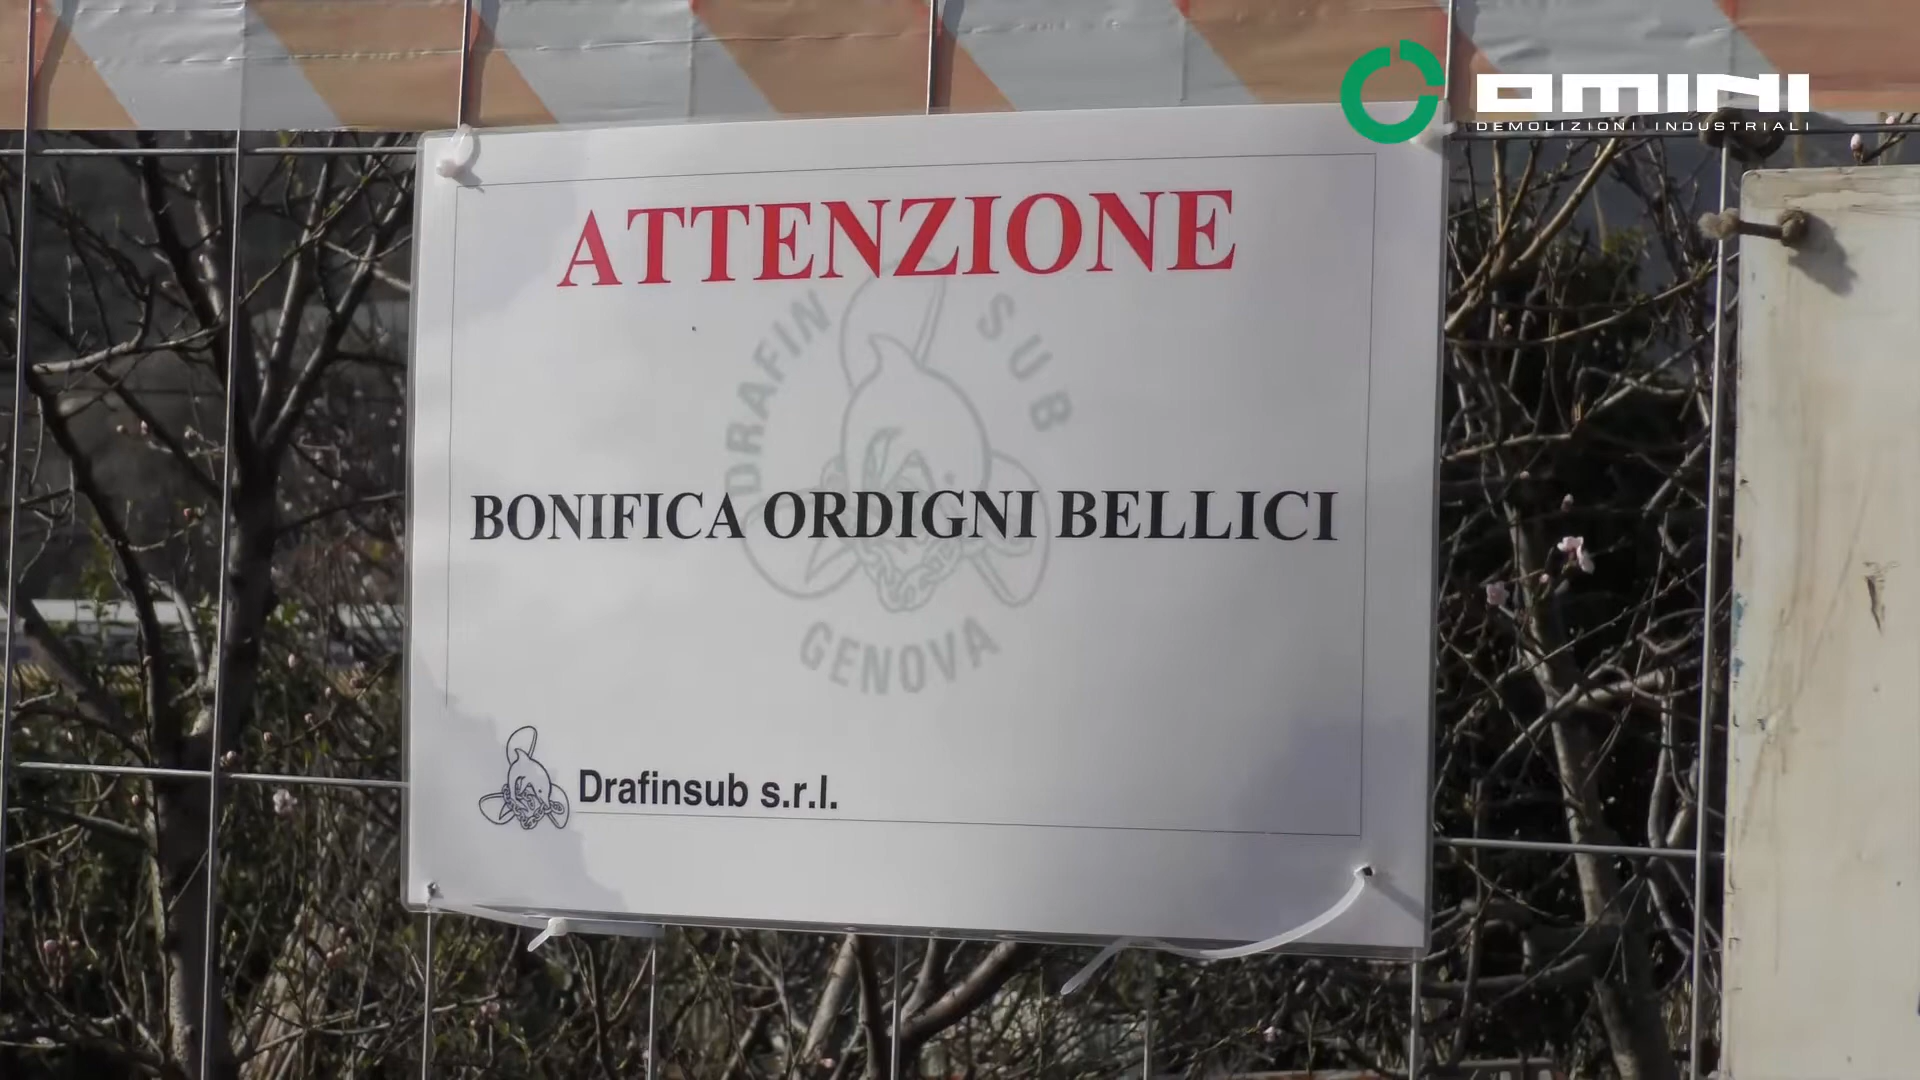 OMINI
DEMOLIZIONI INDUSTRIALI
ATTENZIONE
DRAFIN SUB
BONIFICA ORDIGNI BELLICI
GENOVA
Drafinsub s.r.l.